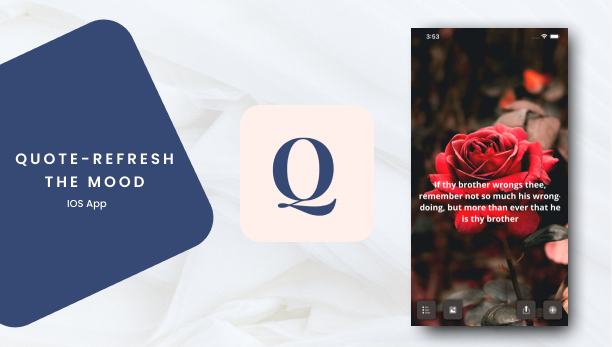 QUOTE-REFRESH
THE MOOD
IOS App
Q
3:53
If thy brother wrongs thee,
remember not so much his wrong-
doing, but more than ever that he
is thy brother